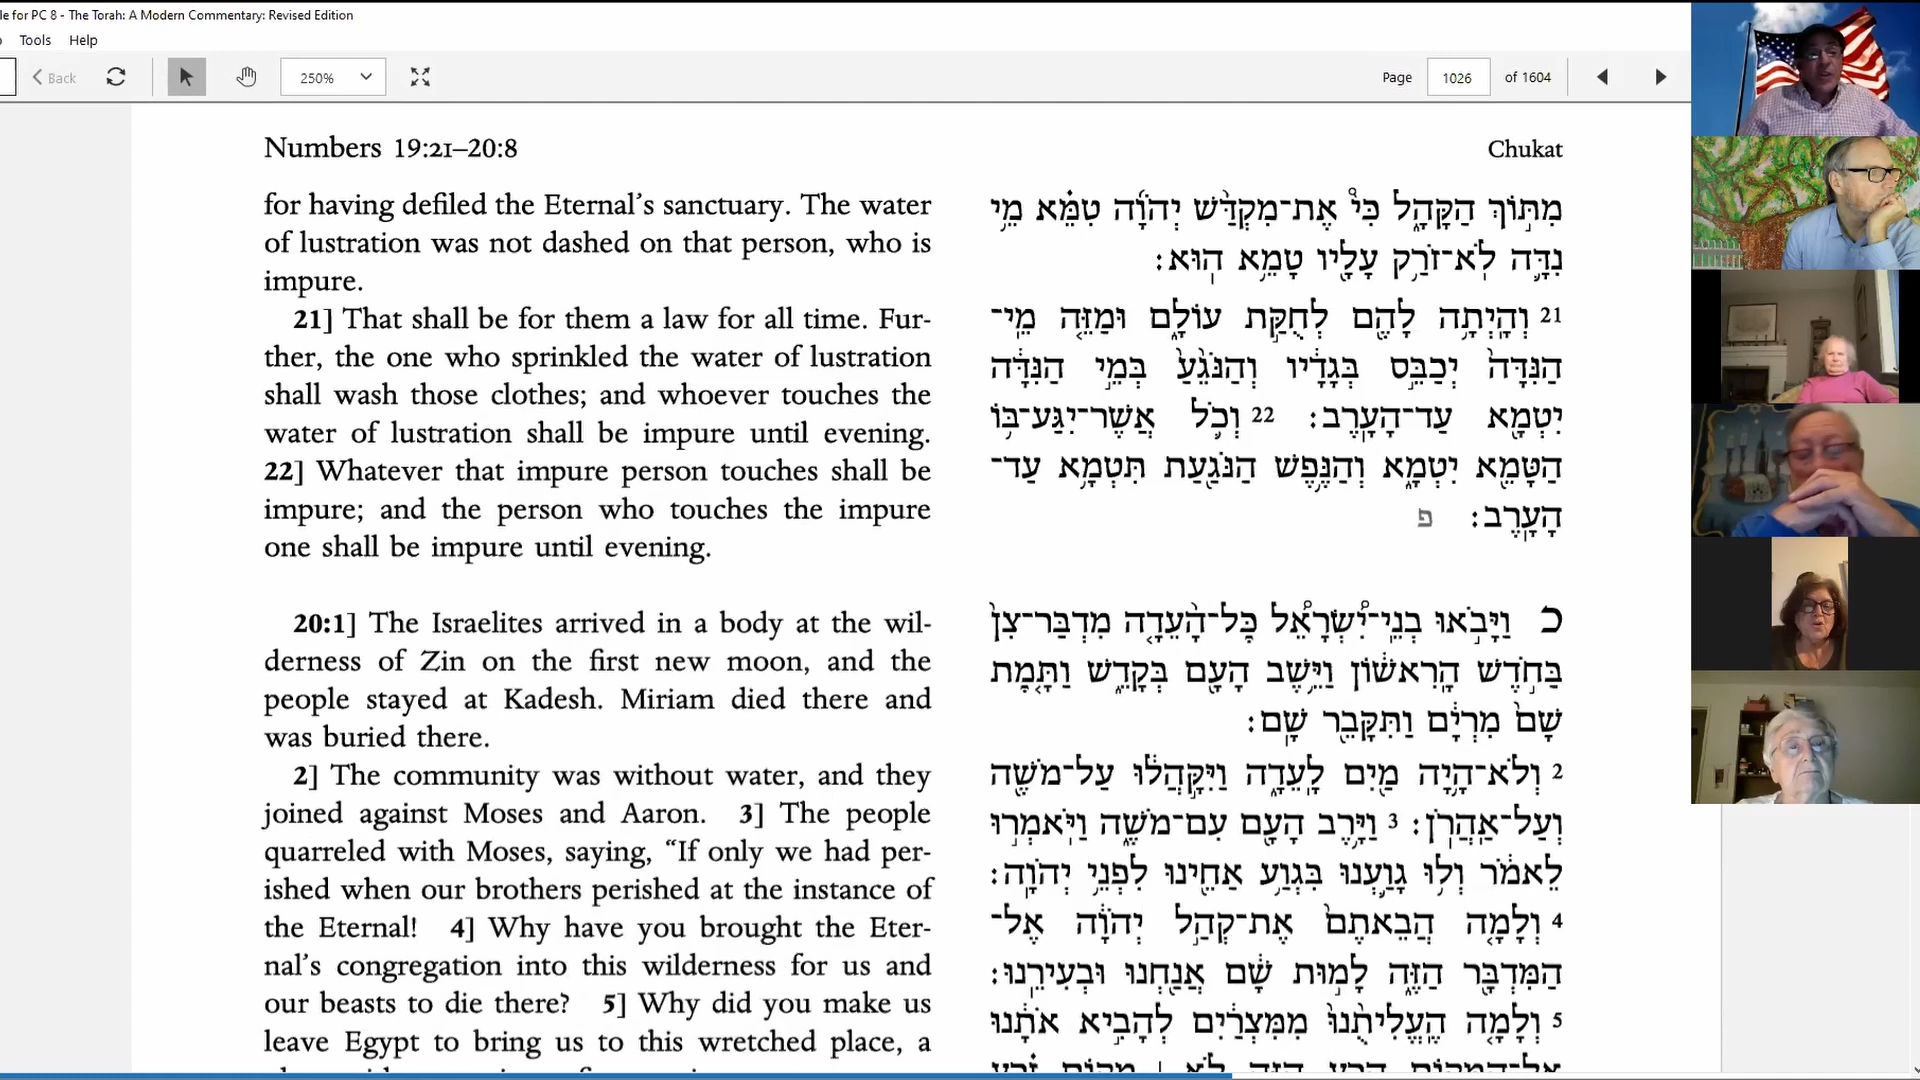 le for PC 8 - The Torah: A Modern Commentary: Revised Edition
Tools Help
Back 250% Page 1026 of 1604
Numbers 19:21–20:8
Chukat
for having defiled the Eternal’s sanctuary. The water
of lustration was not dashed on that person, who is
impure.
21] That shall be for them a law for all time. Fur-
ther, the one who sprinkled the water of lustration
shall wash those clothes; and whoever touches the
water of lustration shall be impure until evening.
22] Whatever that impure person touches shall be
impure; and the person who touches the impure
one shall be impure until evening.
20:1] The Israelites arrived in a body at the wil-
derness of Zin on the first new moon, and the
people stayed at Kadesh. Miriam died there and
was buried there.
2] The community was without water, and they
joined against Moses and Aaron. 3] The people
quarreled with Moses, saying, “If only we had per-
ished when our brothers perished at the instance of
the Eternal! 4] Why have you brought the Eter-
nal’s congregation into this wilderness for us and
our beasts to die there? 5] Why did you make us
leave Egypt to bring us to this wretched place, a
מִתּ֣וֹךְ הַקָּהָ֑ל כִּי֩ אֶת־מִקְדַּ֨שׁ יְהֹוָ֜ה טִמֵּ֗א מֵ֥י
נִדָּ֛ה לֹֽא־זֹרַ֥ק עָלָ֖יו טָמֵ֥א הֽוּא׃
21 וְהָֽיְתָ֥ה לָהֶ֖ם לְחֻקַּ֣ת עוֹלָ֑ם וּמַזֵּ֤ה מֵֽי־
הַנִּדָּה֙ יְכַבֵּ֣ס בְּגָדָ֔יו וְהַנֹּגֵ֙עַ֙ בְּמֵ֣י הַנִּדָּ֔ה
יִטְמָ֖א עַד־הָעָֽרֶב׃ 22 וְכֹ֛ל אֲשֶׁר־יִגַּע־בּ֥וֹ
הַטָּמֵ֖א יִטְמָ֑א וְהַנֶּ֥פֶשׁ הַנֹּגַ֖עַת תִּטְמָ֥א עַד־
הָעָֽרֶב׃ פ
כ וַיָּבֹ֣אוּ בְנֵֽי־יִ֠שְׂרָאֵ֠ל כׇּל־הָ֨עֵדָ֤ה מִדְבַּר־צִן֙
בַּחֹ֣דֶשׁ הָֽרִאשׁ֔וֹן וַיֵּ֥שֶׁב הָעָ֖ם בְּקָדֵ֑שׁ וַתָּ֤מׇת
שָׁם֙ מִרְיָ֔ם וַתִּקָּבֵ֖ר שָֽׁם׃
2 וְלֹא־הָ֥יָה מַ֖יִם לָעֵדָ֑ה וַיִּקָּ֣הֲל֔וּ עַל־מֹשֶׁ֖ה
וְעַֽל־אַהֲרֹֽן׃ 3 וַיָּ֥רֶב הָעָ֖ם עִם־מֹשֶׁ֑ה וַיֹּאמְר֣וּ
לֵאמֹ֔ר וְל֥וּ גָוַ֛עְנוּ בִּגְוַ֥ע אַחֵ֖ינוּ לִפְנֵ֥י יְהֹוָֽה׃
4 וְלָמָ֤ה הֲבֵאתֶם֙ אֶת־קְהַ֣ל יְהֹוָ֔ה אֶל־
הַמִּדְבָּ֖ר הַזֶּ֑ה לָמ֣וּת שָׁ֔ם אֲנַ֖חְנוּ וּבְעִירֵֽנוּ׃
5 וְלָמָ֤ה הֶֽעֱלִיתֻ֙נוּ֙ מִמִּצְרַ֔יִם לְהָבִ֣יא אֹתָ֔נוּ